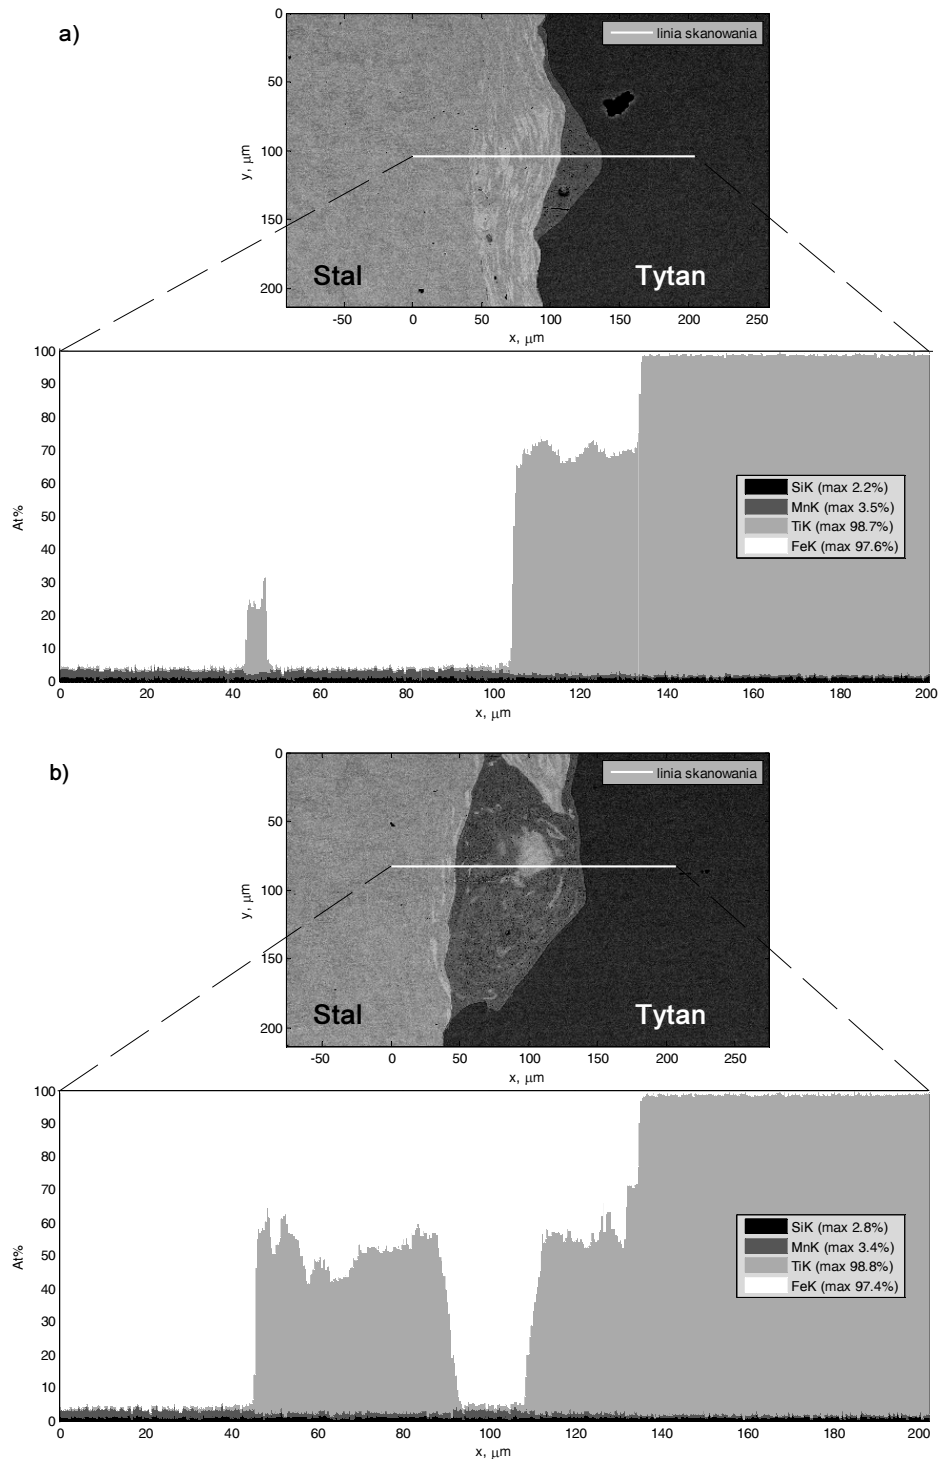 a)
0
50
100
150
200
y, µm
linia skanowania
Stal
Tytan
-50 0 50 100 150 200 250
x, µm
100
90
80
70
60
50
40
30
20
10
0
At%
SiK (max 2.2%)
MnK (max 3.5%)
TiK (max 98.7%)
FeK (max 97.6%)
0 20 40 60 80 100 120 140 160 180 200
x, µm
b)
0
50
100
150
200
y, µm
linia skanowania
Stal
Tytan
-50 0 50 100 150 200 250
x, µm
100
90
80
70
60
50
40
30
20
10
0
At%
SiK (max 2.8%)
MnK (max 3.4%)
TiK (max 98.8%)
FeK (max 97.4%)
0 20 40 60 80 100 120 140 160 180 202
x, µm